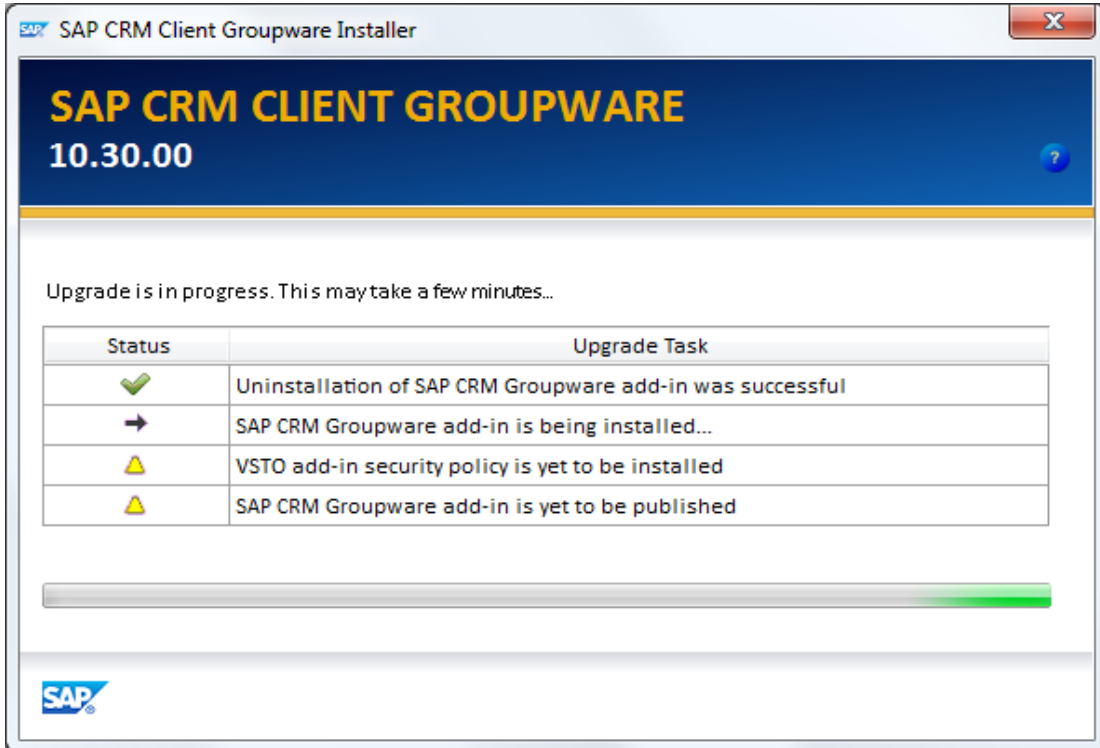 SAP SAP CRM Client Groupware Installer
SAP CRM CLIENT GROUPWARE
10.30.00
?
Upgrade is in progress. This may take a few minutes...
Status Upgrade Task
Uninstallation of SAP CRM Groupware add-in was successful
SAP CRM Groupware add-in is being installed...
VSTO add-in security policy is yet to be installed
SAP CRM Groupware add-in is yet to be published
SAP®